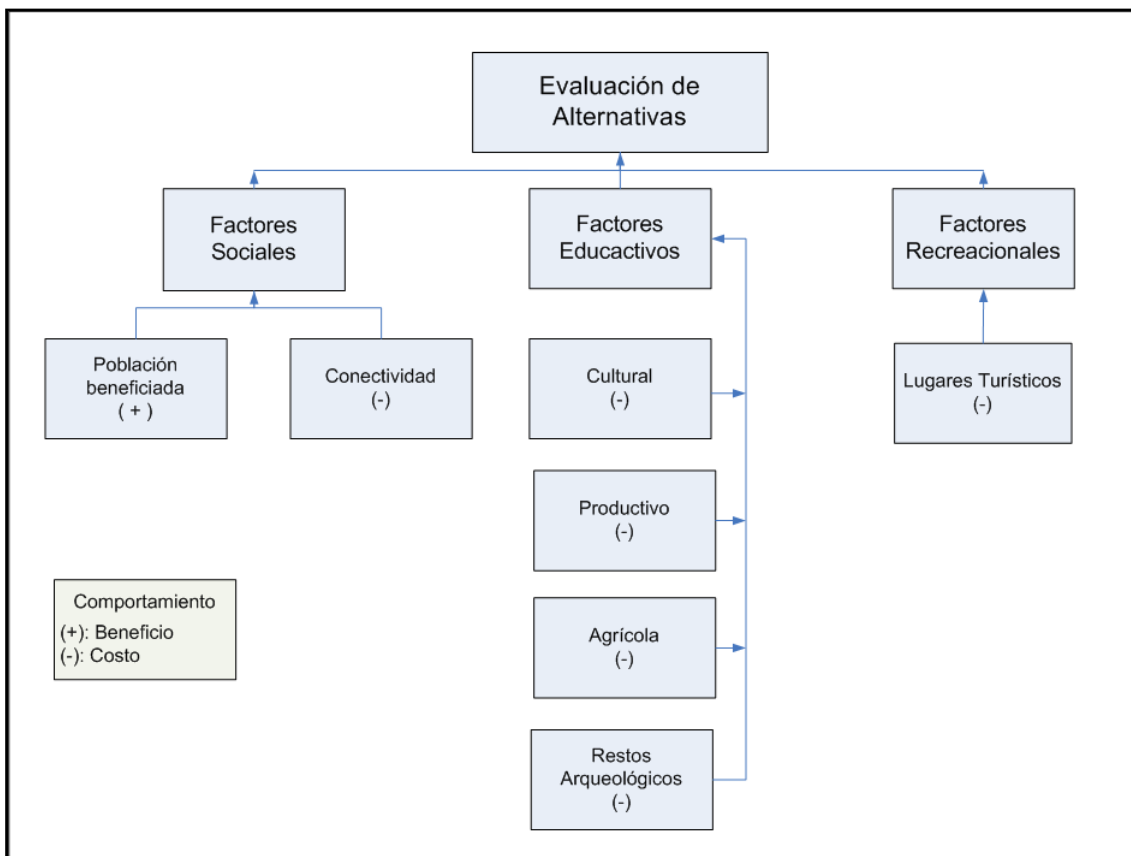 Evaluación de
Alternativas
Factores
Sociales
Factores
Educactivos
Factores
Recreacionales
Población
beneficiada
( + )
Conectividad
(-)
Cultural
(-)
Lugares Turísticos
(-)
Productivo
(-)
Agrícola
(-)
Restos
Arqueológicos
(-)
Comportamiento
(+): Beneficio
(-): Costo